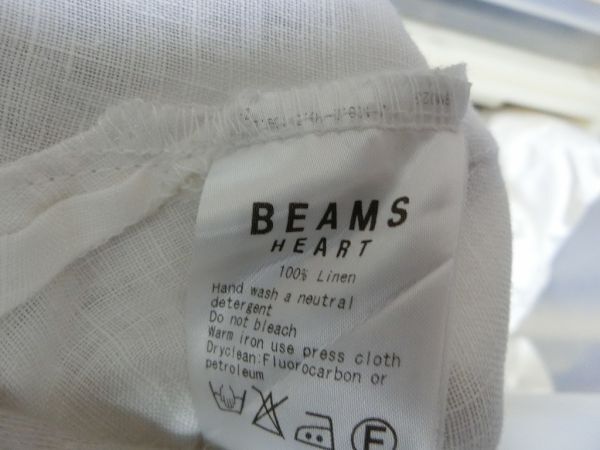 BEAMS
HEART
100% Linen
Hand wash a neutral
detergent
Do not bleach
Warm iron use press cloth
Dryclean:Fluorocarbon or
petroleum
F